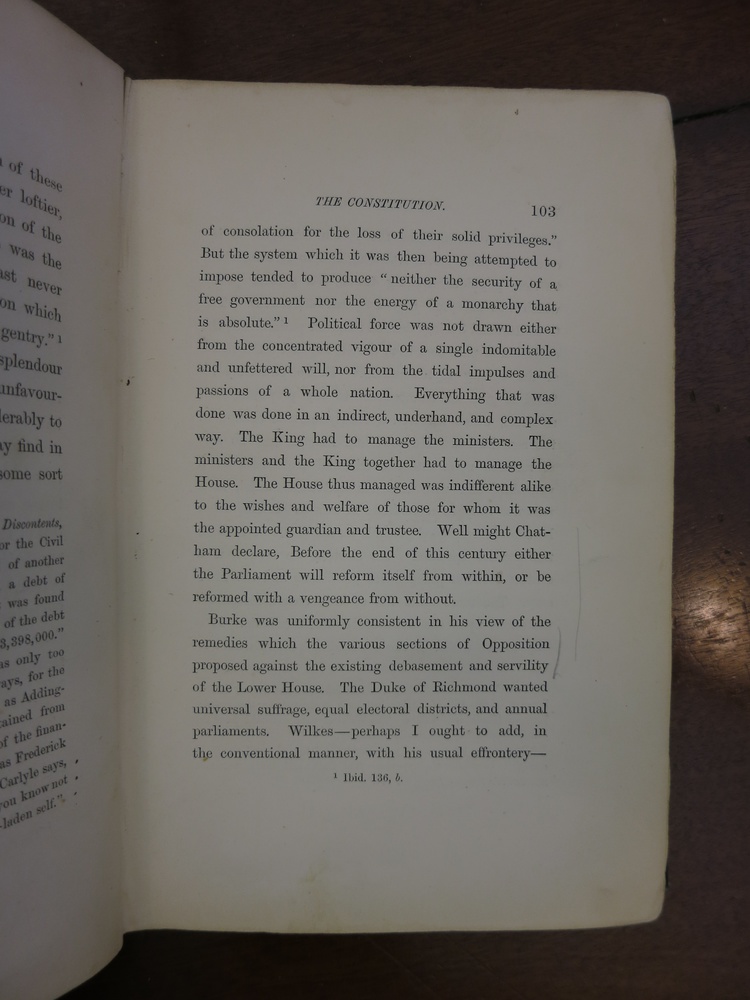 of these
er loftier,
on of the
was the
ast never
on which
gentry." 1
splendour
unfavour-
lerably to
ay find in
some sort
Discontents,
or the Civil
of another
a debt of
was found
of the debt
3,398,000."
as only too
ays, for the
as Adding-
tained from
of the finan-
as Frederick
Carlyle says,
you know not
-laden self."
THE CONSTITUTION. 103
of consolation for the loss of their solid privileges."
But the system which it was then being attempted to
impose tended to produce " neither the security of a
free government nor the energy of a monarchy that
is absolute." 1 Political force was not drawn either
from the concentrated vigour of a single indomitable
and unfettered will, nor from the tidal impulses and
passions of a whole nation. Everything that was
done was done in an indirect, underhand, and complex
way. The King had to manage the ministers. The
ministers and the King together had to manage the
House. The House thus managed was indifferent alike
to the wishes and welfare of those for whom it was
the appointed guardian and trustee. Well might Chat-
ham declare, Before the end of this century either
the Parliament will reform itself from within, or be
reformed with a vengeance from without.
Burke was uniformly consistent in his view of the
remedies which the various sections of Opposition
proposed against the existing debasement and servility
of the Lower House. The Duke of Richmond wanted
universal suffrage, equal electoral districts, and annual
parliaments. Wilkes—perhaps I ought to add, in
the conventional manner, with his usual effrontery—
1 Ibid. 136, b.